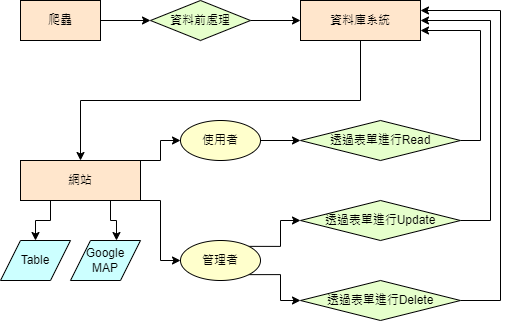 爬蟲
資料前處理
資料庫系統
使用者
透過表單進行Read
網站
透過表單進行Update
Table
Google
MAP
管理者
透過表單進行Delete